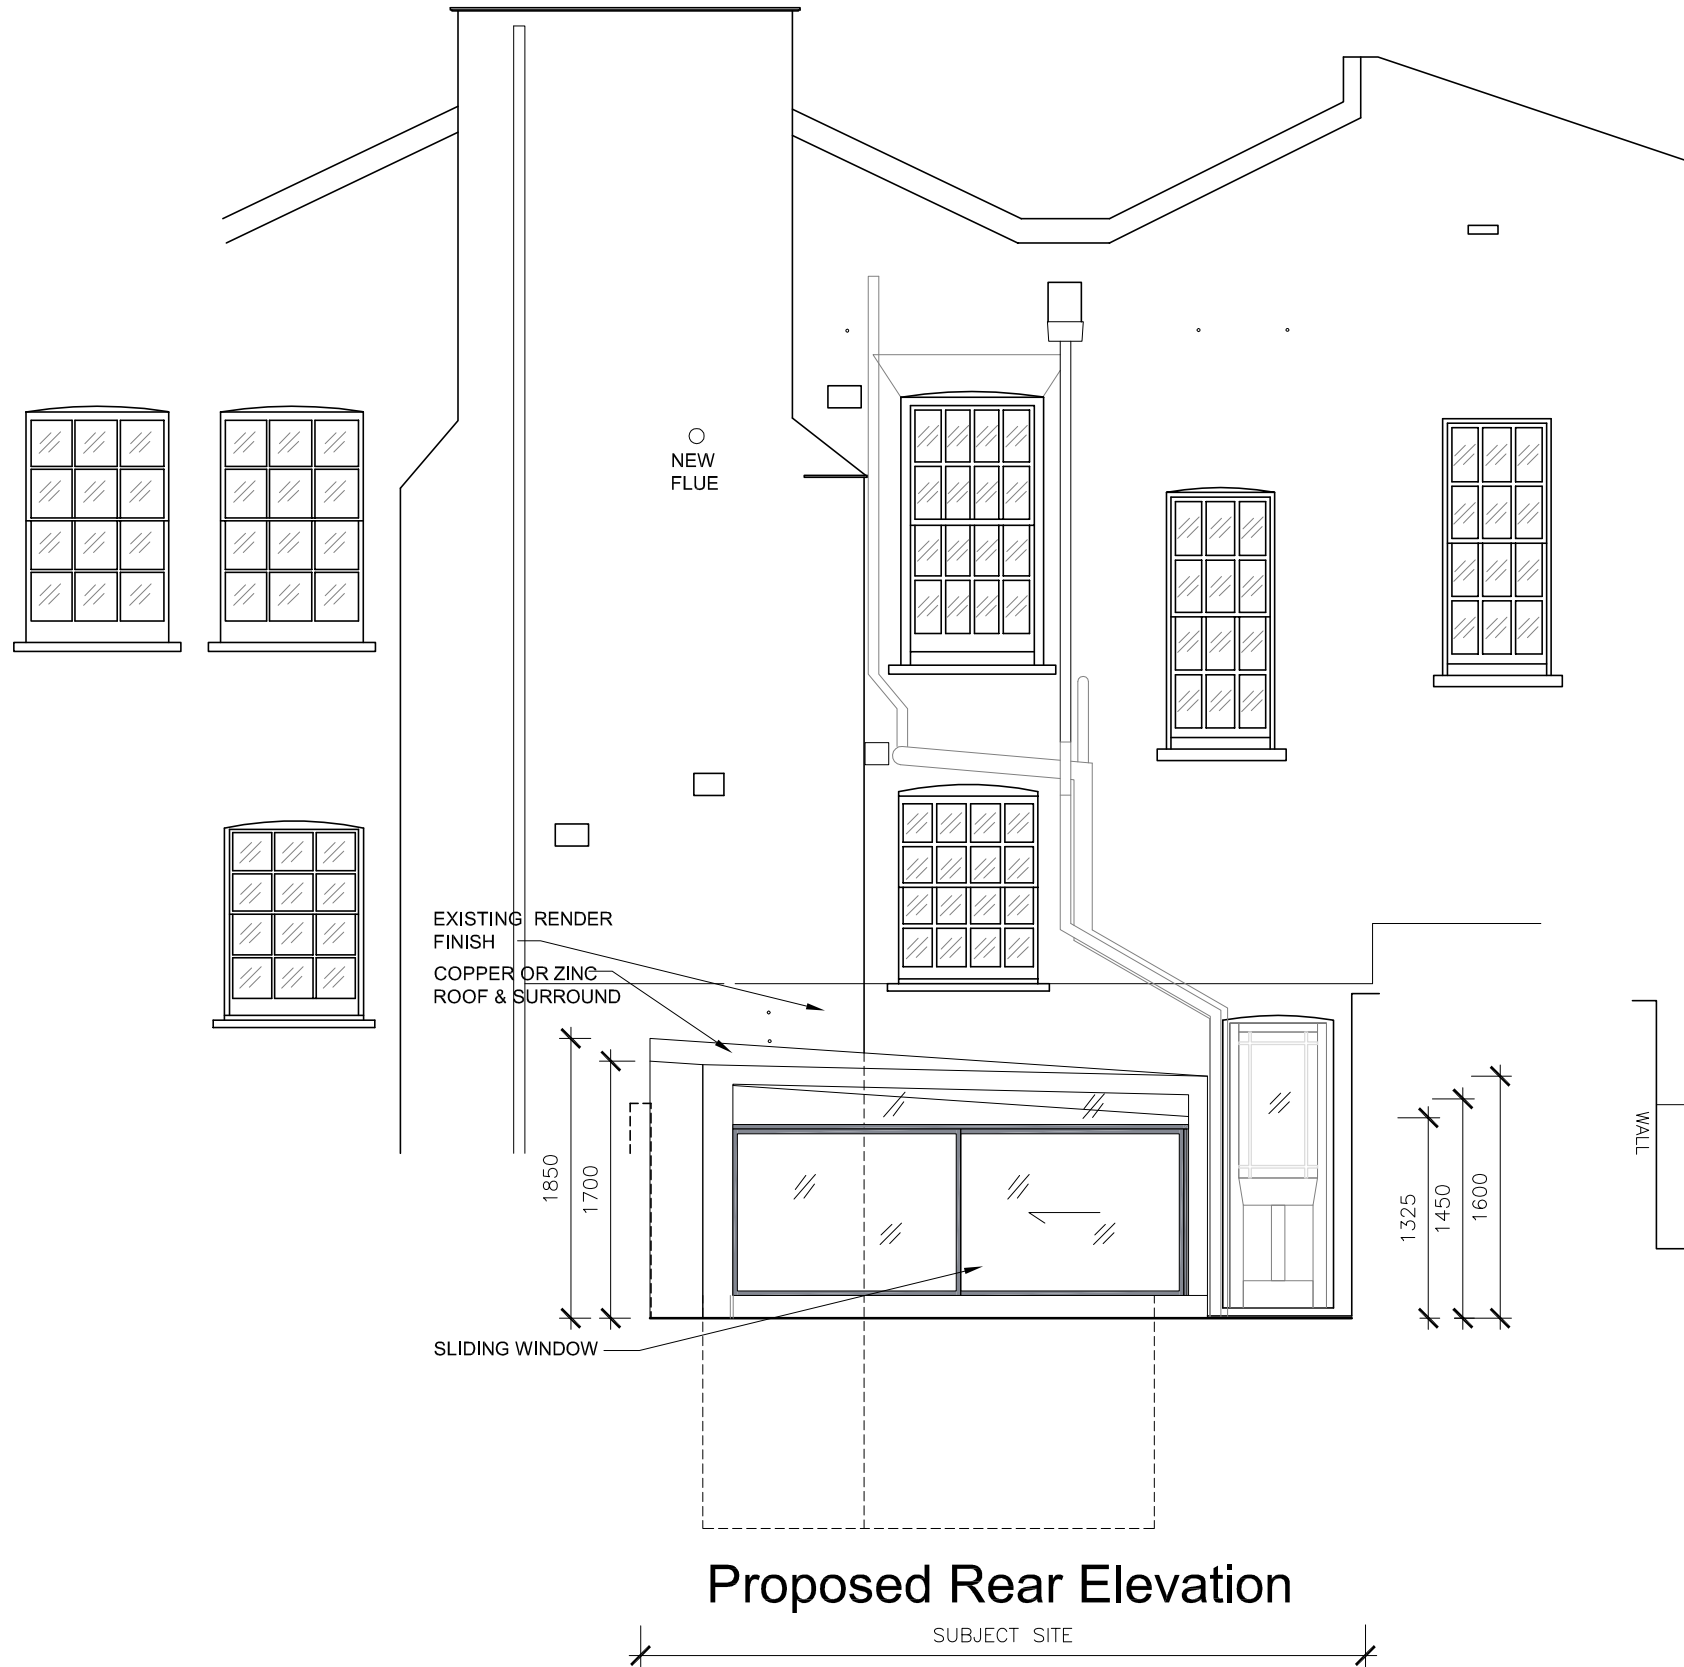 NEW
FLUE
EXISTING RENDER
FINISH
COPPER OR ZINC
ROOF & SURROUND
1850
1700
1325
1450
1600
WALL
SLIDING WINDOW
Proposed Rear Elevation
SUBJECT SITE